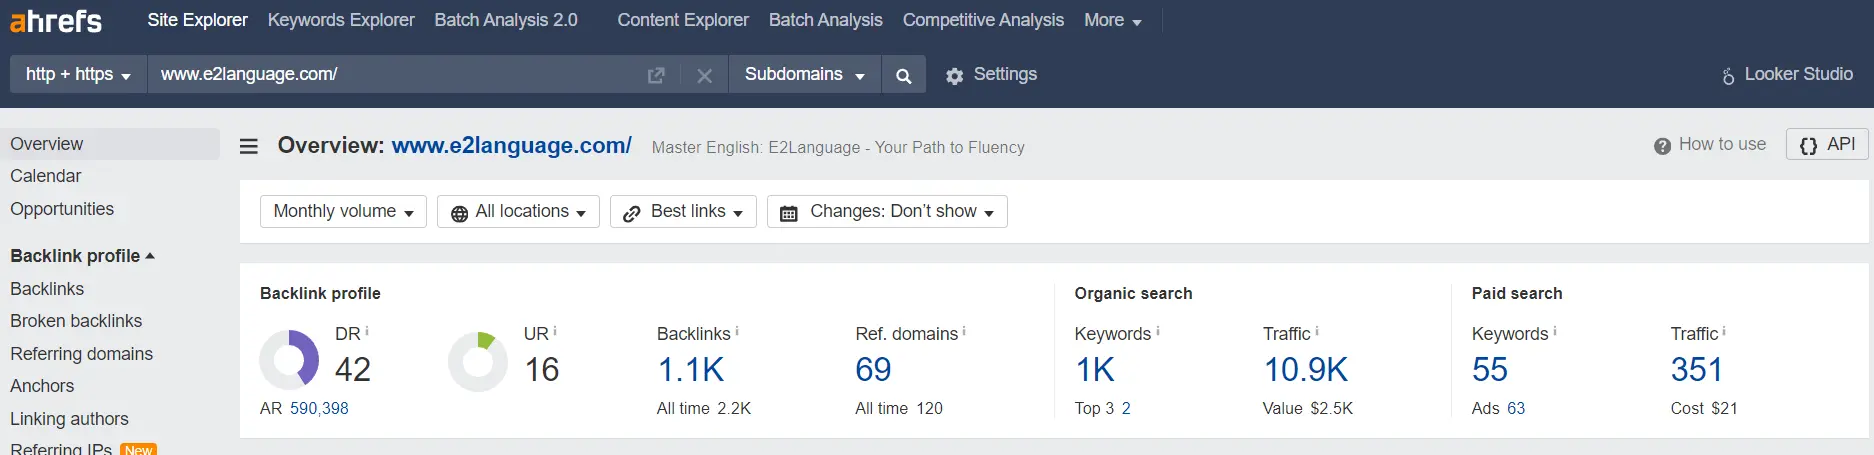 ahrefs Site Explorer Keywords Explorer Batch Analysis 2.0 Content Explorer Batch Analysis Competitive Analysis More
http + https www.e2language.com/ Subdomains Settings Looker Studio
Overview
Calendar
Opportunities
Backlink profile
Backlinks
Broken backlinks
Referring domains
Anchors
Linking authors
Referring IPs New
Overview: www.e2language.com/ Master English: E2Language - Your Path to Fluency How to use {} API
Monthly volume All locations Best links Changes: Don't show
Backlink profile
DR i UR i Backlinks i Ref. domains i
42 16 1.1K 69
AR 590,398 All time 2.2K All time 120
Organic search
Keywords i Traffic i
1K 10.9K
Top 3 2 Value $2.5K
Paid search
Keywords i Traffic i
55 351
Ads 63 Cost $21